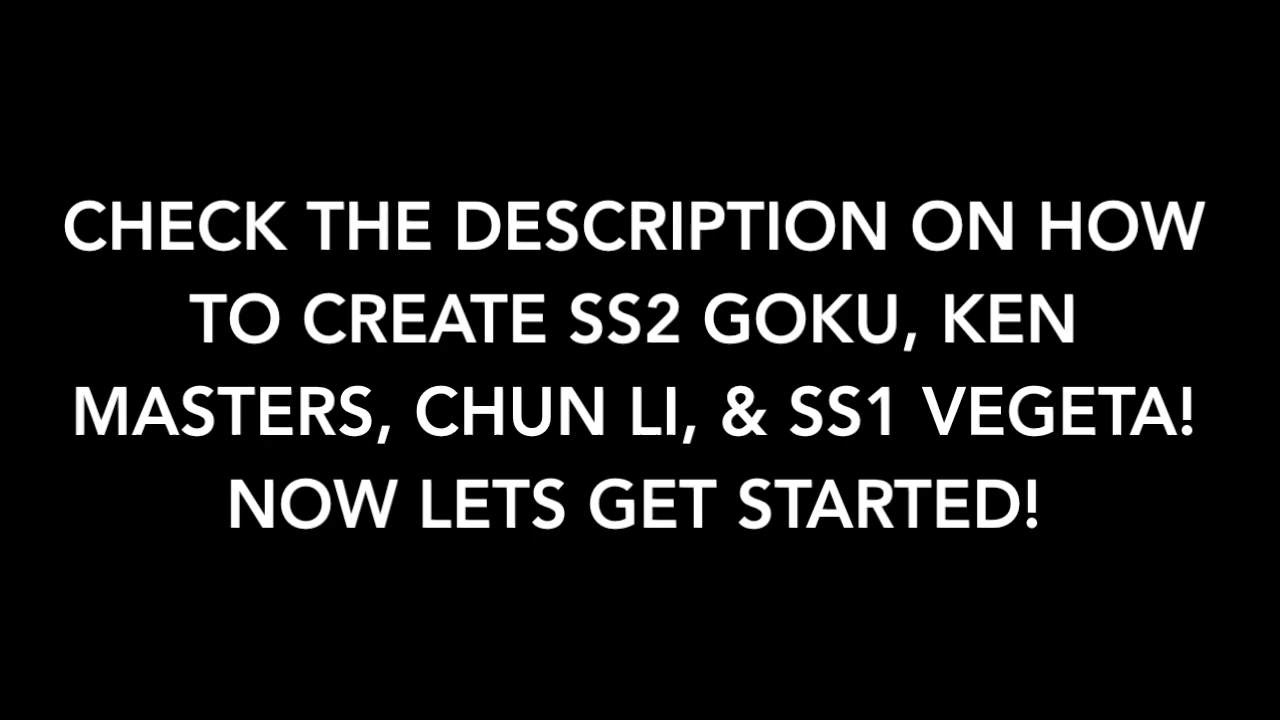 CHECK THE DESCRIPTION ON HOW
TO CREATE SS2 GOKU, KEN
MASTERS, CHUN LI, & SS1 VEGETA!
NOW LETS GET STARTED!